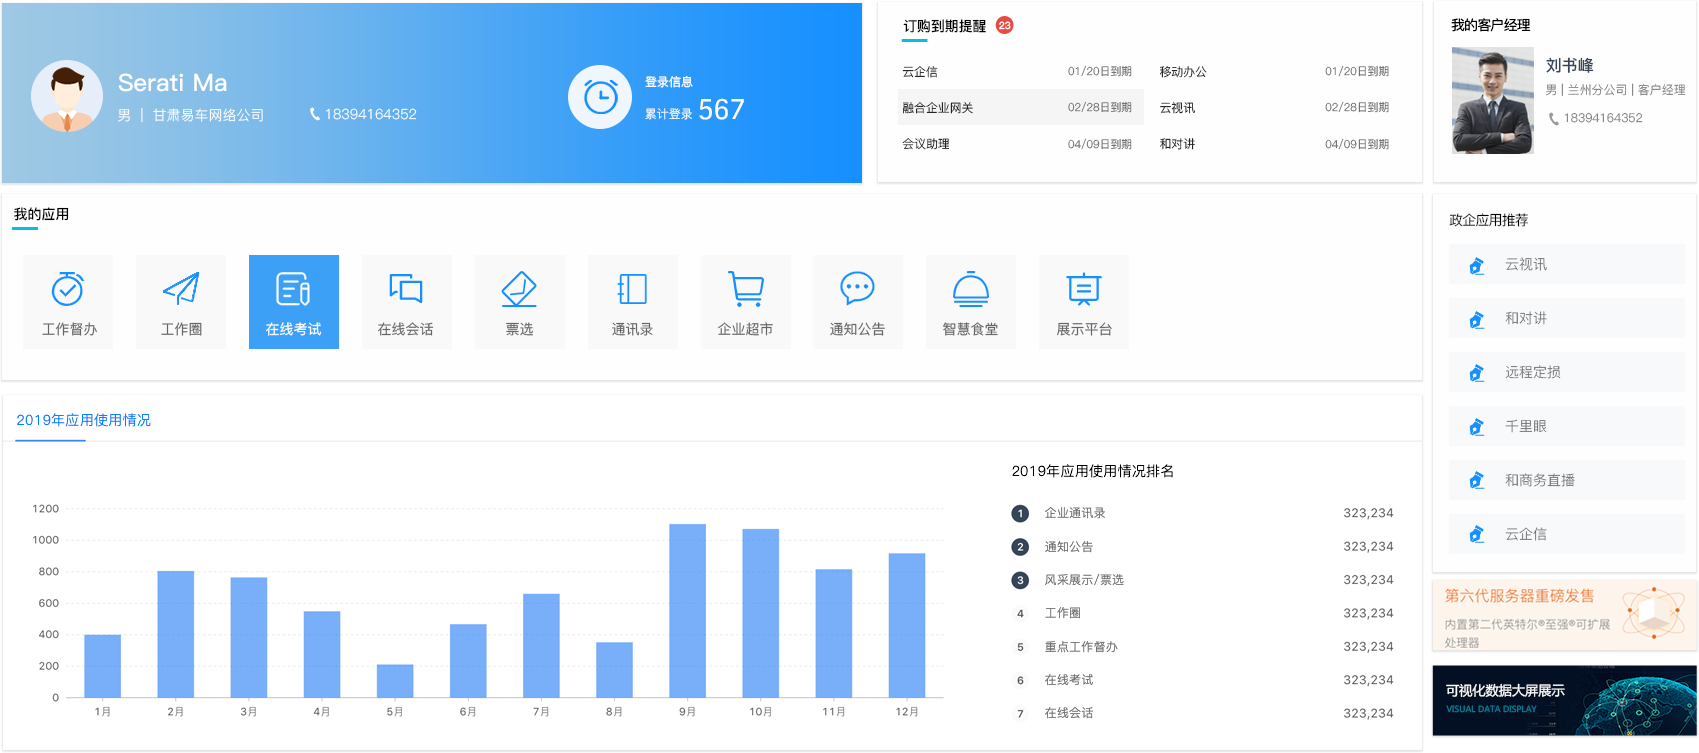 Serati Ma
男 | 甘肃易车网络公司 18394164352
登录信息
累计登录 567
订购到期提醒 23
云企信 01/20日到期 移动办公 01/20日到期
融合企业网关 02/28日到期 云视讯 02/28日到期
会议助理 04/09日到期 和对讲 04/09日到期
我的客户经理
刘书峰
男 | 兰州分公司 | 客户经理
18394164352
我的应用
工作督办 工作圈 在线考试 在线会话 票选 通讯录 企业超市 通知公告 智慧食堂 展示平台
2019年应用使用情况
1200
1000
800
600
400
200
0
1月 2月 3月 4月 5月 6月 7月 8月 9月 10月 11月 12月
2019年应用使用情况排名
1 企业通讯录 323,234
2 通知公告 323,234
3 风采展示/票选 323,234
4 工作圈 323,234
5 重点工作督办 323,234
6 在线考试 323,234
7 在线会话 323,234
政企应用推荐
云视讯
和对讲
远程定损
千里眼
和商务直播
云企信
第六代服务器重磅发售
内置第二代英特尔®至强®可扩展
处理器
可视化数据大屏展示
VISUAL DATA DISPLAY